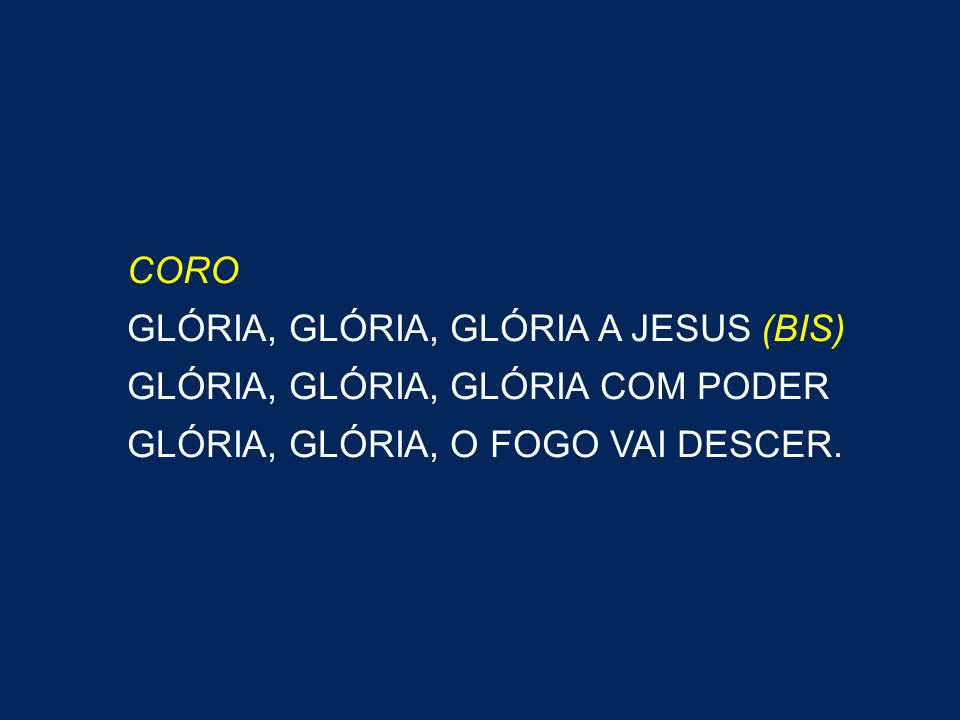 CORO
GLÓRIA, GLÓRIA, GLÓRIA A JESUS (BIS)
GLÓRIA, GLÓRIA, GLÓRIA COM PODER
GLÓRIA, GLÓRIA, O FOGO VAI DESCER.